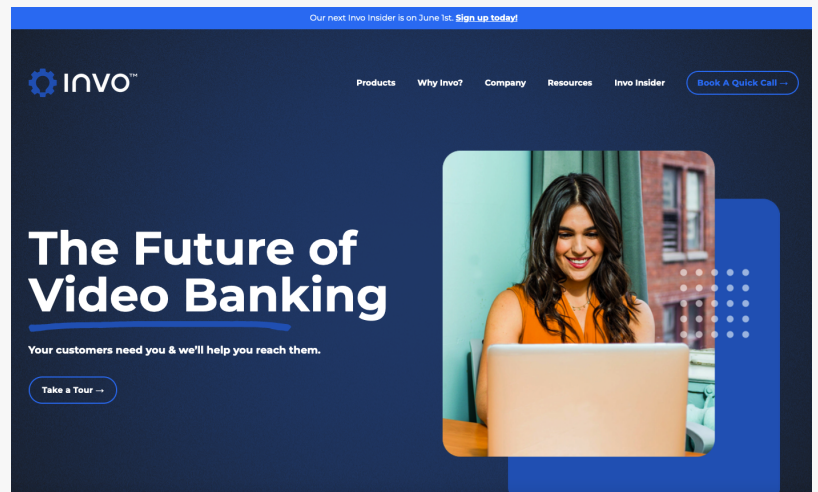 Our next Invo Insider is on June 1st. Sign up today!
INVO™
Products Why Invo? Company Resources Invo Insider Book A Quick Call →
The Future of
Video Banking
Your customers need you & we'll help you reach them.
Take a Tour →